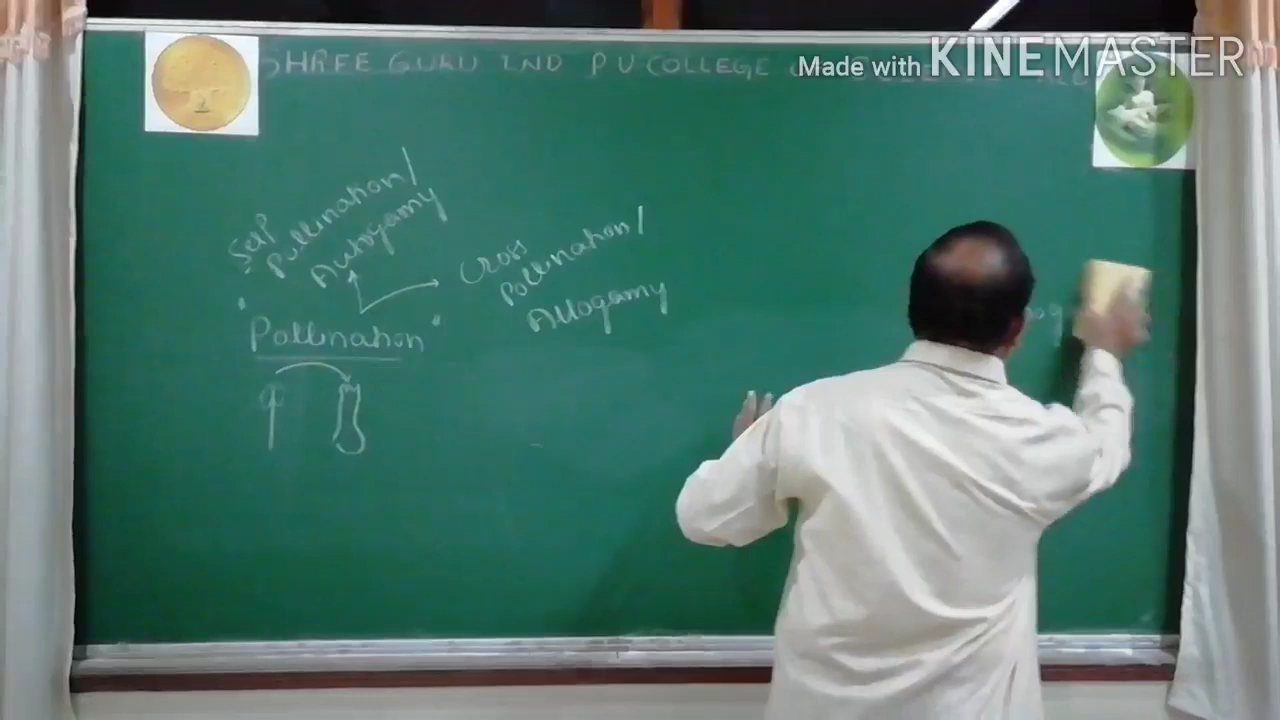 SHREE GURU IND PU COLLEGE
Made with KINEMASTER
Self
Pollination/
Autogamy
Cross
Pollination/
Allogamy
"Pollination"